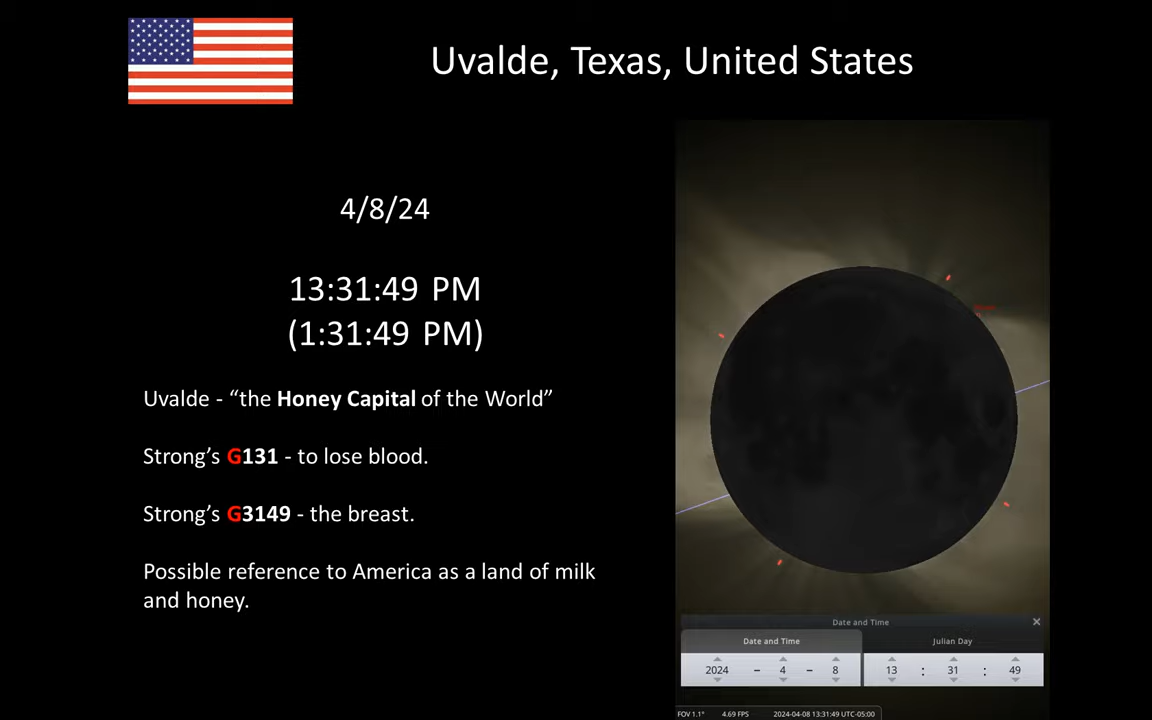 Uvalde, Texas, United States
4/8/24
13:31:49 PM
(1:31:49 PM)
Uvalde - “the Honey Capital of the World”
Strong’s G131 - to lose blood.
Strong’s G3149 - the breast.
Possible reference to America as a land of milk
and honey.
Date and Time
Date and Time Julian Day
2024 - 4 - 8 13 : 31 : 49
FOV 1.1° 4.69 FPS 2024-04-08 13:31:49 UTC-05:00